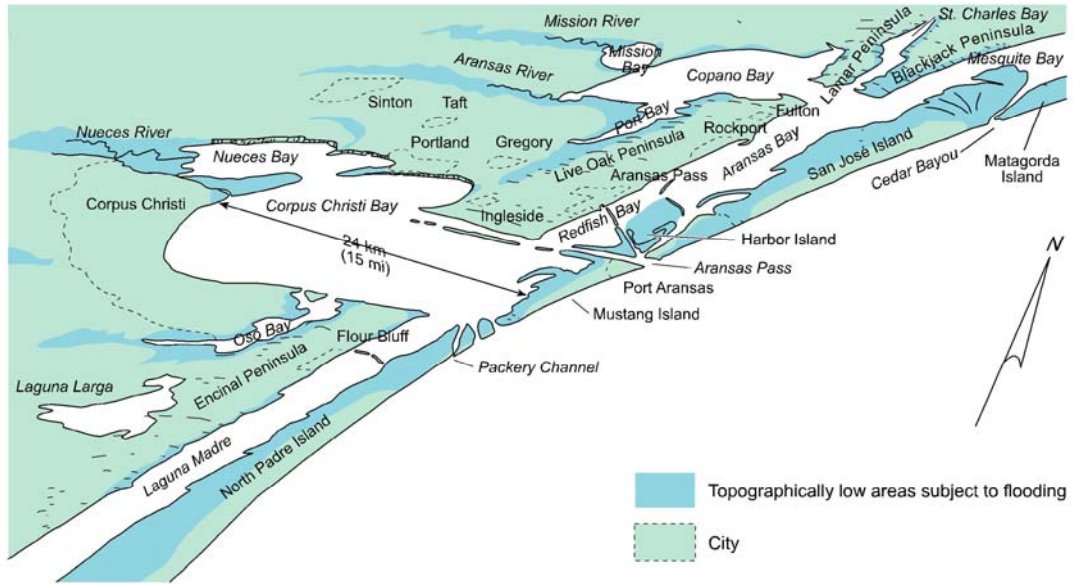 Mission River
St. Charles Bay
Lamar Peninsula
Blackjack Peninsula
Mission
Bay
Mesquite Bay
Aransas River
Copano Bay
Sinton
Taft
Port Bay
Fulton
Nueces River
Portland
Gregory
Rockport
Nueces Bay
Live Oak Peninsula
Aransas Bay
San José Island
Cedar Bayou
Matagorda
Island
Aransas Pass
Corpus Christi
Corpus Christi Bay
Ingleside
Redfish Bay
Harbor Island
24 km
(15 mi)
Aransas Pass
Port Aransas
Mustang Island
N
Oso Bay
Flour Bluff
Packery Channel
Encinal Peninsula
Laguna Larga
Laguna Madre
North Padre Island
Topographically low areas subject to flooding
City